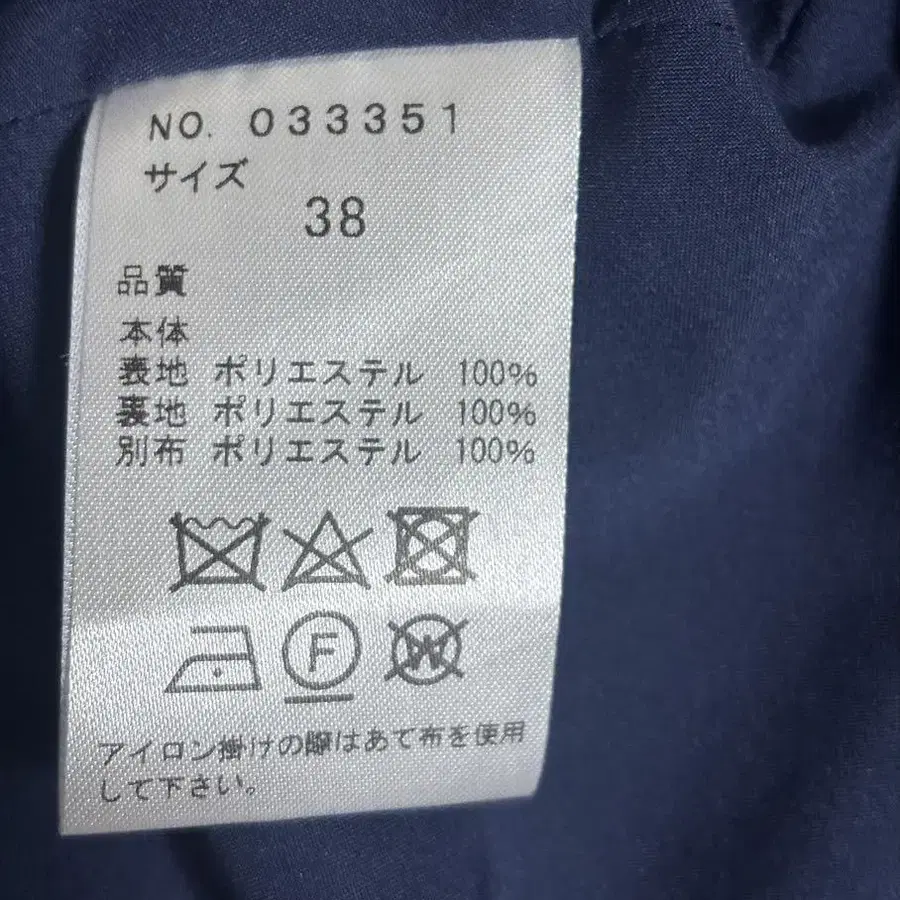 NO. 033351
サイズ
38
品質
本体
表地 ポリエステル 100%
裏地 ポリエステル 100%
別布 ポリエステル 100%
F W
アイロン掛けの際はあて布を使用
して下さい。